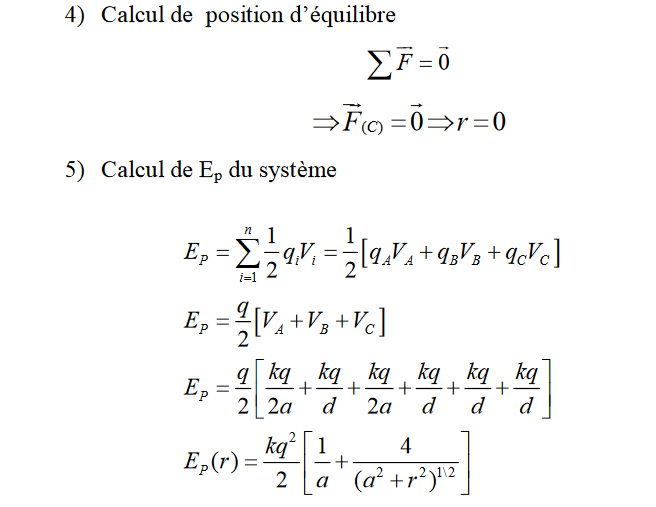 4) Calcul de position d'équilibre
∑F⃗ = 0⃗
⇒F⃗(C) = 0⃗ ⇒ r = 0
5) Calcul de Eₚ du système
E_P = ∑_{i=1}^{n} 1/2 q_i V_i = 1/2 [q_A V_A + q_B V_B + q_C V_C]
E_P = q/2 [V_A + V_B + V_C]
E_P = q/2 [kq/2a + kq/d + kq/2a + kq/d + kq/d + kq/d]
E_P(r) = kq²/2 [1/a + 4/(a² + r²)^{1\2}]